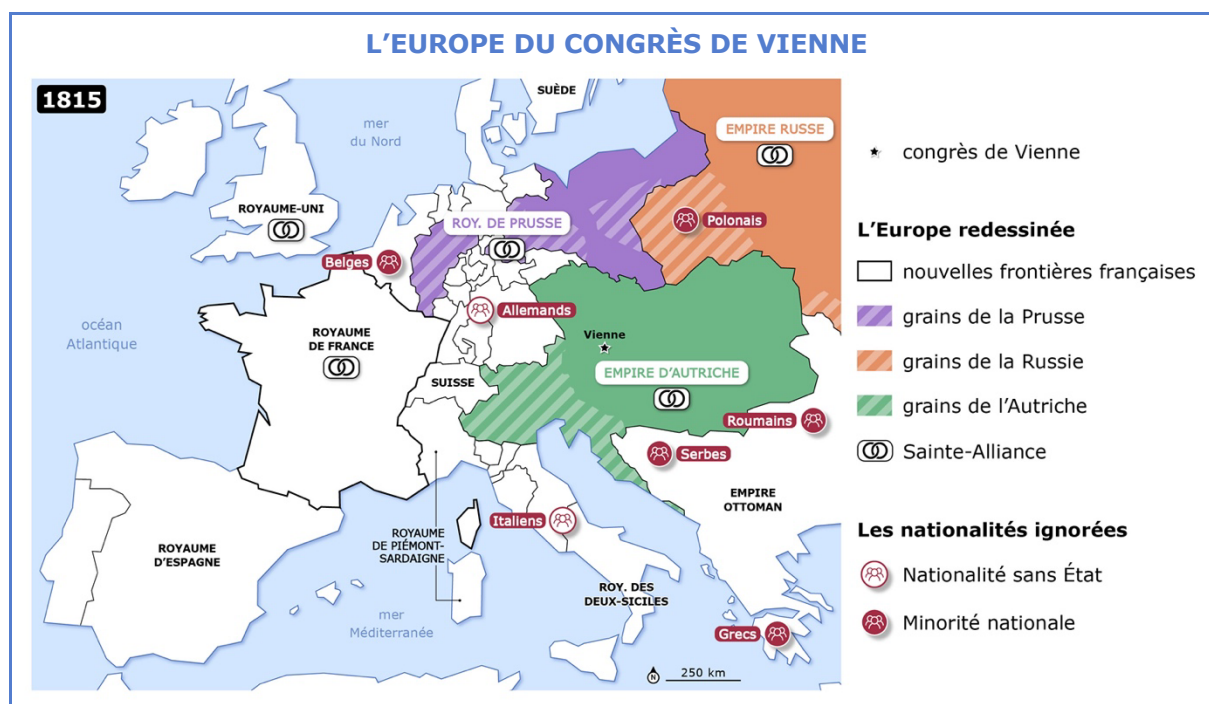 L'EUROPE DU CONGRÈS DE VIENNE
1815
SUÈDE
mer
du Nord
EMPIRE RUSSE
ROYAUME-UNI
ROY. DE PRUSSE
Polonais
Belges
Allemands
océan
Atlantique
ROYAUME
DE FRANCE
Vienne
SUISSE
EMPIRE D'AUTRICHE
Roumains
Serbes
EMPIRE
OTTOMAN
Italiens
ROYAUME
DE PIÉMONT-
SARDAIGNE
ROYAUME
D'ESPAGNE
ROY. DES
DEUX-SICILES
mer
Méditerranée
Grecs
N
250 km
congrès de Vienne
L'Europe redessinée
nouvelles frontières françaises
grains de la Prusse
grains de la Russie
grains de l'Autriche
Sainte-Alliance
Les nationalités ignorées
Nationalité sans État
Minorité nationale